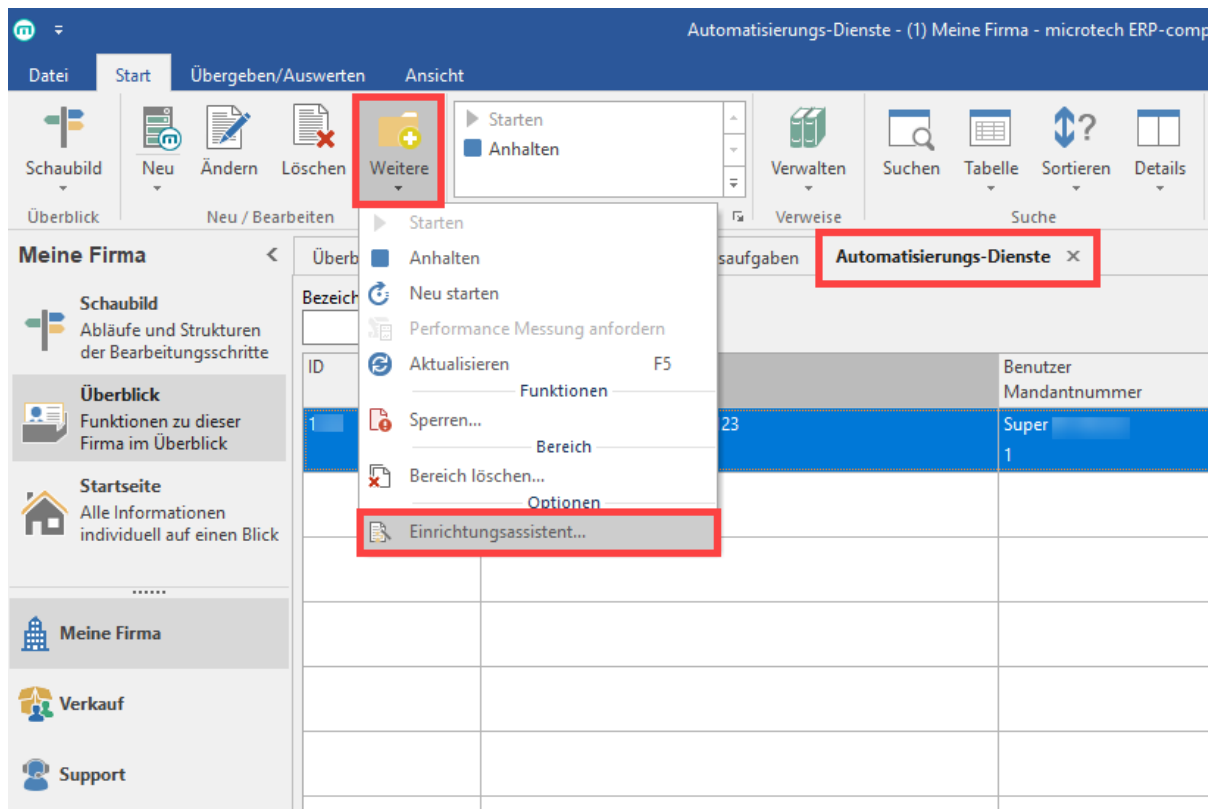 Automatisierungs-Dienste - (1) Meine Firma - microtech ERP-comp
Datei Start Übergeben/Auswerten Ansicht
Schaubild
Neu
Ändern
Löschen
Weitere
Starten
Anhalten
Verwalten
Suchen
Tabelle
Sortieren
Details
Überblick
Neu / Bearbeiten
Verweise
Suche
Starten
Anhalten
Neu starten
Performance Messung anfordern
Aktualisieren F5
Funktionen
Sperren...
Bereich
Bereich löschen...
Optionen
Einrichtungsassistent...
Meine Firma
Schaubild
Abläufe und Strukturen
der Bearbeitungsschritte
Überblick
Funktionen zu dieser
Firma im Überblick
Startseite
Alle Informationen
individuell auf einen Blick
Meine Firma
Verkauf
Support
Überb
saufgaben
Automatisierungs-Dienste
Bezeich
ID
Benutzer
Mandantnummer
1
23
Super
1